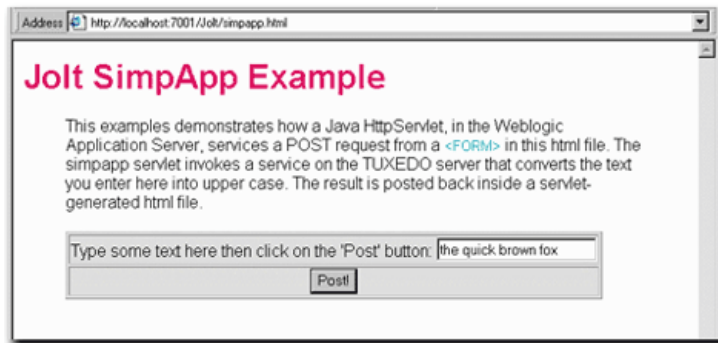 Address http://localhost:7001/Jolt/simpapp.html
Jolt SimpApp Example
This examples demonstrates how a Java HttpServlet, in the Weblogic
Application Server, services a POST request from a <FORM> in this html file. The
simpapp servlet invokes a service on the TUXEDO server that converts the text
you enter here into upper case. The result is posted back inside a servlet-
generated html file.
Type some text here then click on the 'Post' button: the quick brown fox
Post!